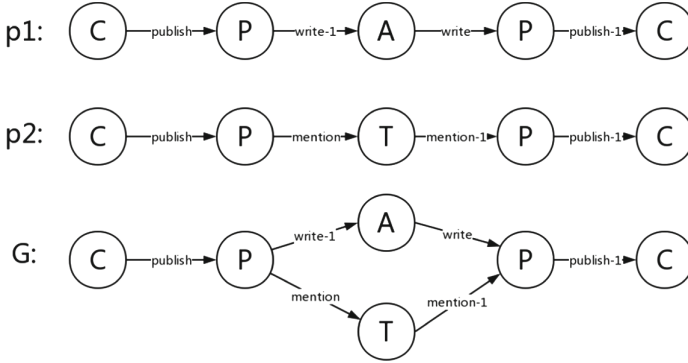 p1: C publish P write-1 A write P publish-1 C
p2: C publish P mention T mention-1 P publish-1 C
A
write-1 write
G: C publish P P publish-1 C
mention mention-1
T